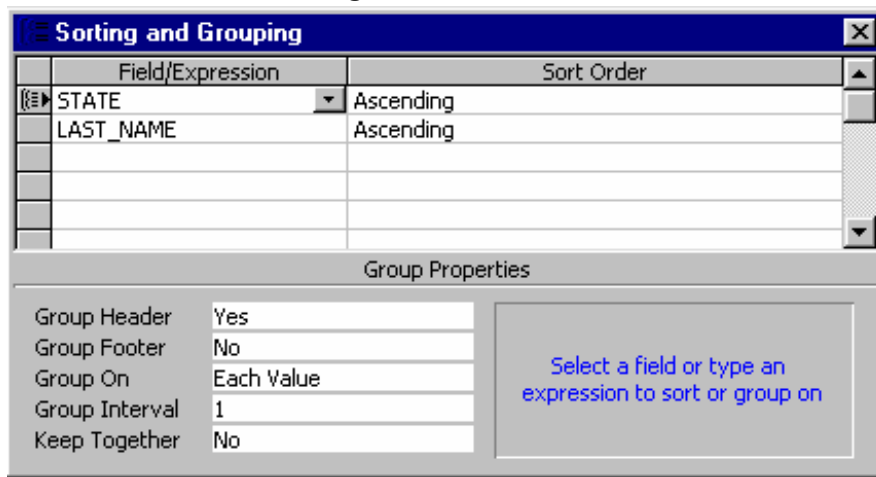 Sorting and Grouping
Field/Expression Sort Order
STATE Ascending
LAST_NAME Ascending
Group Properties
Group Header Yes
Group Footer No
Group On Each Value
Group Interval 1
Keep Together No
Select a field or type an
expression to sort or group on